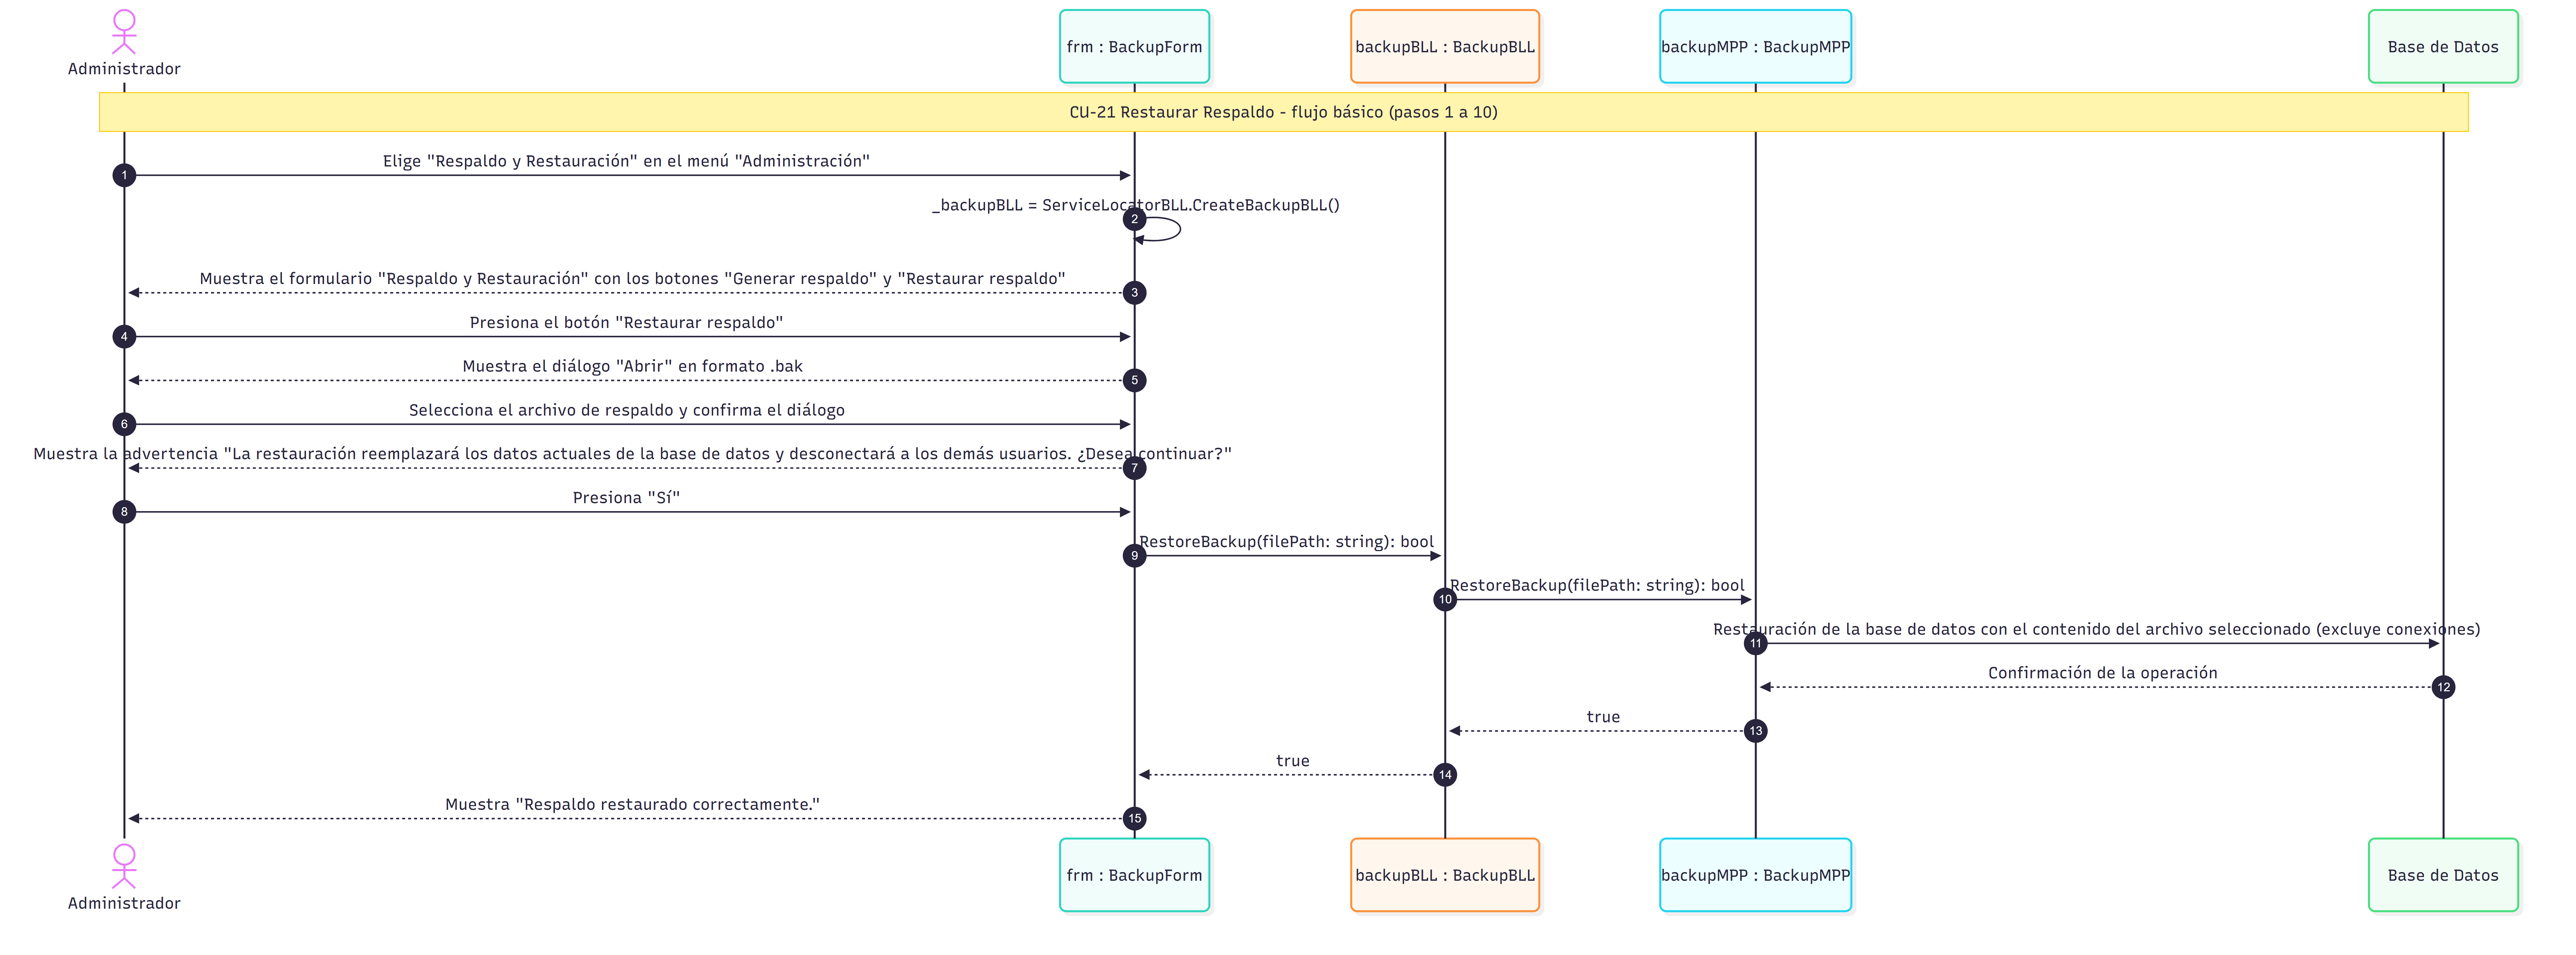 Administrador
frm : BackupForm
backupBLL : BackupBLL
backupMPP : BackupMPP
Base de Datos
CU-21 Restaurar Respaldo - flujo básico (pasos 1 a 10)
Elige "Respaldo y Restauración" en el menú "Administración"
1
_backupBLL = ServiceLocatorBLL.CreateBackupBLL()
2
Muestra el formulario "Respaldo y Restauración" con los botones "Generar respaldo" y "Restaurar respaldo"
3
Presiona el botón "Restaurar respaldo"
4
Muestra el diálogo "Abrir" en formato .bak
5
Selecciona el archivo de respaldo y confirma el diálogo
6
Muestra la advertencia "La restauración reemplazará los datos actuales de la base de datos y desconectará a los demás usuarios. ¿Desea continuar?"
7
Presiona "Sí"
8
RestoreBackup(filePath: string): bool
9
RestoreBackup(filePath: string): bool
10
Restauración de la base de datos con el contenido del archivo seleccionado (excluye conexiones)
11
Confirmación de la operación
12
true
13
true
14
Muestra "Respaldo restaurado correctamente."
15
Administrador
frm : BackupForm
backupBLL : BackupBLL
backupMPP : BackupMPP
Base de Datos